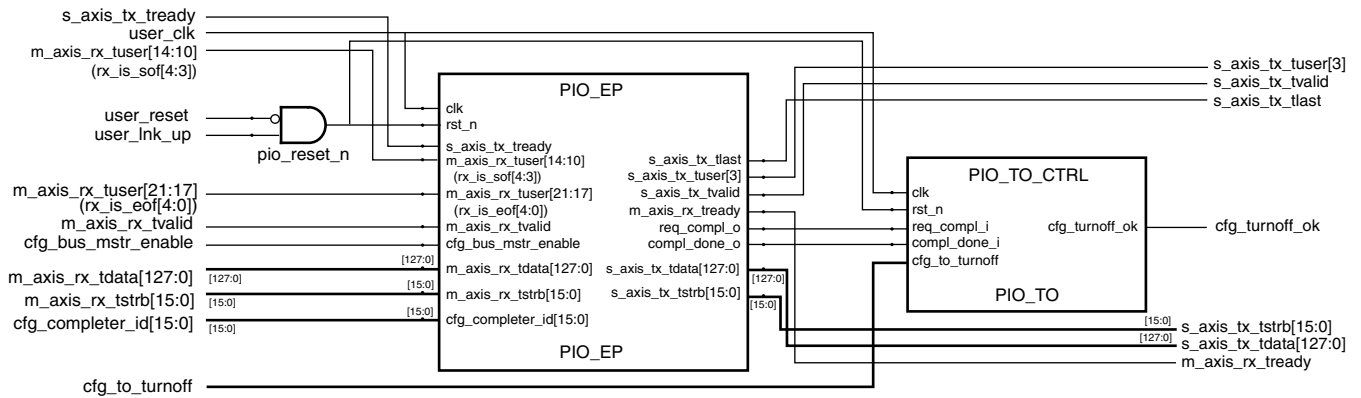 s_axis_tx_tready
user_clk
m_axis_rx_tuser[14:10]
(rx_is_sof[4:3])
user_reset
user_lnk_up
pio_reset_n
m_axis_rx_tuser[21:17]
(rx_is_eof[4:0])
m_axis_rx_tvalid
cfg_bus_mstr_enable
m_axis_rx_tdata[127:0]
[127:0]
m_axis_rx_tstrb[15:0]
[15:0]
cfg_completer_id[15:0]
[15:0]
cfg_to_turnoff
PIO_EP
clk
rst_n
s_axis_tx_tready
m_axis_rx_tuser[14:10]
(rx_is_sof[4:3])
m_axis_rx_tuser[21:17]
(rx_is_eof[4:0])
m_axis_rx_tvalid
cfg_bus_mstr_enable
[127:0]
m_axis_rx_tdata[127:0]
[15:0]
m_axis_rx_tstrb[15:0]
[15:0]
cfg_completer_id[15:0]
s_axis_tx_tlast
s_axis_tx_tuser[3]
s_axis_tx_tvalid
m_axis_rx_tready
req_compl_o
compl_done_o
s_axis_tx_tdata[127:0]
[127:0]
s_axis_tx_tstrb[15:0]
[15:0]
PIO_EP
PIO_TO_CTRL
clk
rst_n
req_compl_i
compl_done_i
cfg_to_turnoff
cfg_turnoff_ok
PIO_TO
s_axis_tx_tuser[3]
s_axis_tx_tvalid
s_axis_tx_tlast
cfg_turnoff_ok
[15:0]
s_axis_tx_tstrb[15:0]
[127:0]
s_axis_tx_tdata[127:0]
m_axis_rx_tready